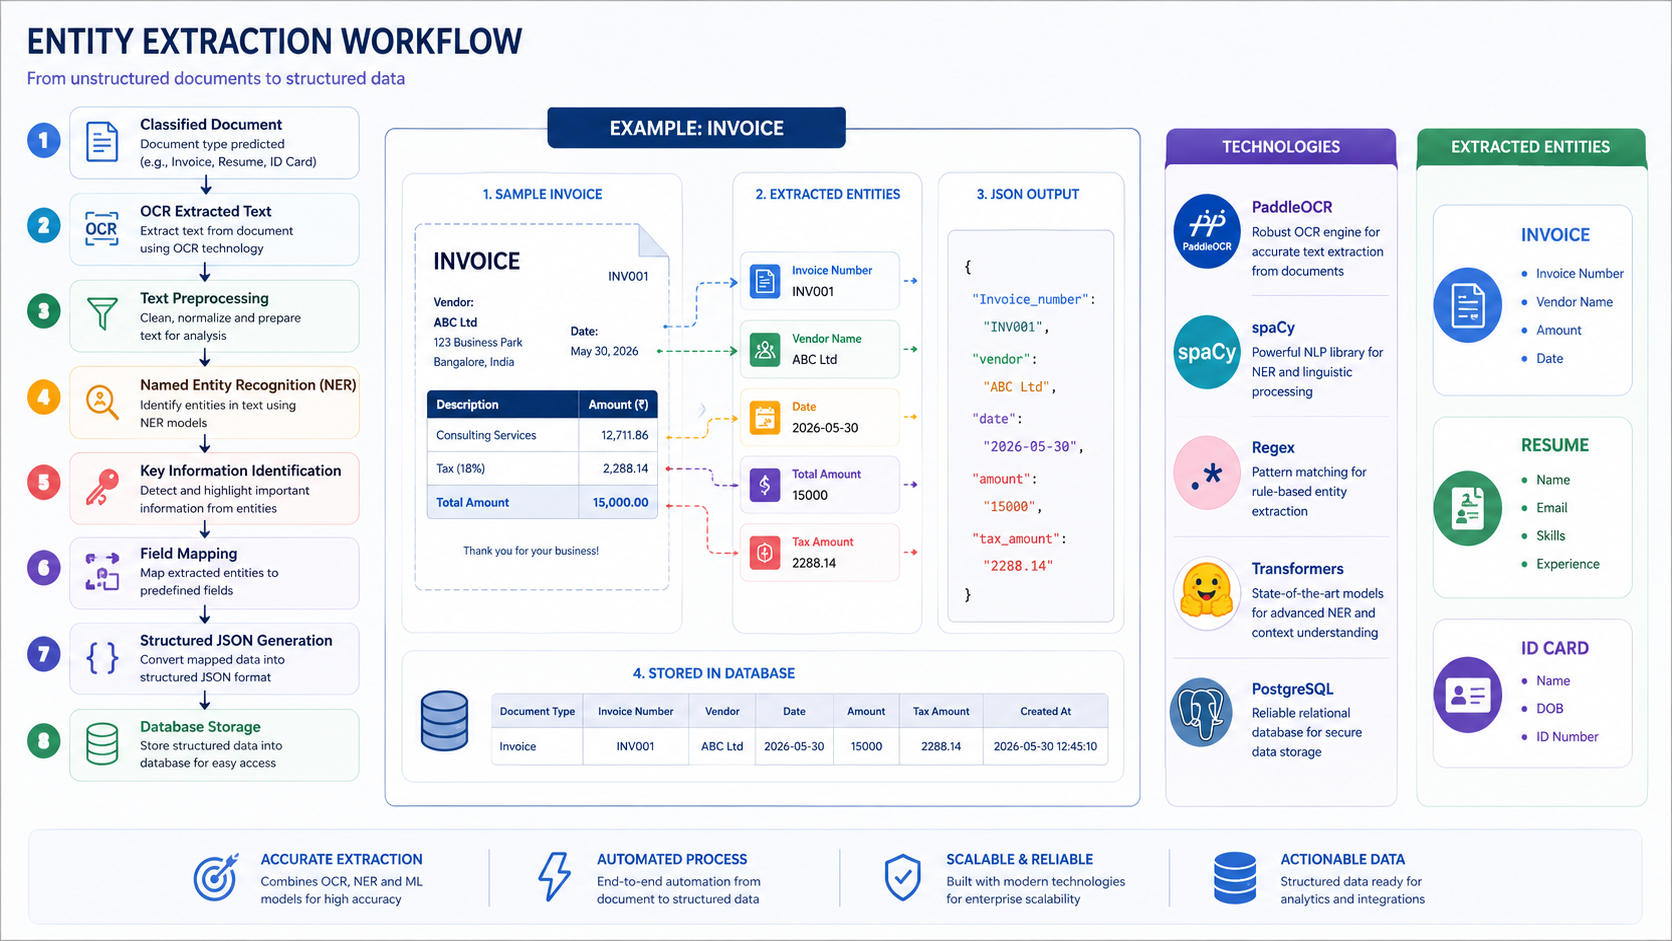 ENTITY EXTRACTION WORKFLOW
From unstructured documents to structured data
1
Classified Document
Document type predicted
(e.g., Invoice, Resume, ID Card)
2
OCR
OCR Extracted Text
Extract text from document
using OCR technology
3
Text Preprocessing
Clean, normalize and prepare
text for analysis
4
Named Entity Recognition (NER)
Identify entities in text using
NER models
5
Key Information Identification
Detect and highlight important
information from entities
6
Field Mapping
Map extracted entities to
predefined fields
7
{ }
Structured JSON Generation
Convert mapped data into
structured JSON format
8
Database Storage
Store structured data into
database for easy access
EXAMPLE: INVOICE
1. SAMPLE INVOICE
INVOICE
INV001
Vendor:
ABC Ltd
123 Business Park
Bangalore, India
Date:
May 30, 2026
Description Amount (₹)
Consulting Services 12,711.86
Tax (18%) 2,288.14
Total Amount 15,000.00
Thank you for your business!
2. EXTRACTED ENTITIES
Invoice Number
INV001
Vendor Name
ABC Ltd
Date
2026-05-30
$
Total Amount
15000
Tax Amount
2288.14
3. JSON OUTPUT
{
"Invoice_number":
"INV001",
"vendor":
"ABC Ltd",
"date":
"2026-05-30",
"amount":
"15000",
"tax_amount":
"2288.14"
}
4. STORED IN DATABASE
Document Type Invoice Number Vendor Date Amount Tax Amount Created At
Invoice INV001 ABC Ltd 2026-05-30 15000 2288.14 2026-05-30 12:45:10
TECHNOLOGIES
PaddleOCR
PaddleOCR
Robust OCR engine for
accurate text extraction
from documents
spaCy
spaCy
Powerful NLP library for
NER and linguistic
processing
.*
Regex
Pattern matching for
rule-based entity
extraction
Transformers
State-of-the-art models
for advanced NER and
context understanding
PostgreSQL
Reliable relational
database for secure
data storage
EXTRACTED ENTITIES
INVOICE
• Invoice Number
• Vendor Name
• Amount
• Date
RESUME
• Name
• Email
• Skills
• Experience
ID CARD
• Name
• DOB
• ID Number
ACCURATE EXTRACTION
Combines OCR, NER and ML
models for high accuracy
AUTOMATED PROCESS
End-to-end automation from
document to structured data
SCALABLE & RELIABLE
Built with modern technologies
for enterprise scalability
ACTIONABLE DATA
Structured data ready for
analytics and integrations